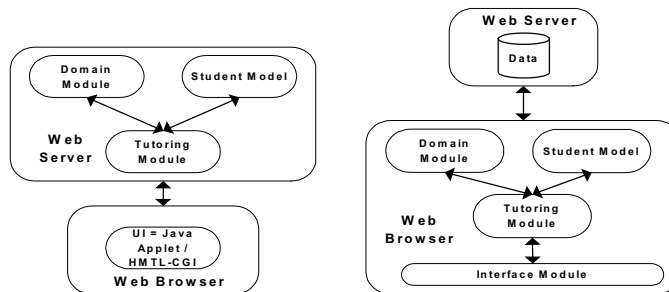 Domain
Module
Student Model
Web
Server
Tutoring
Module
UI = Java
Applet /
HMTL-CGI
Web Browser
Web Server
Data
Domain
Module
Student Model
Web
Browser
Tutoring
Module
Interface Module